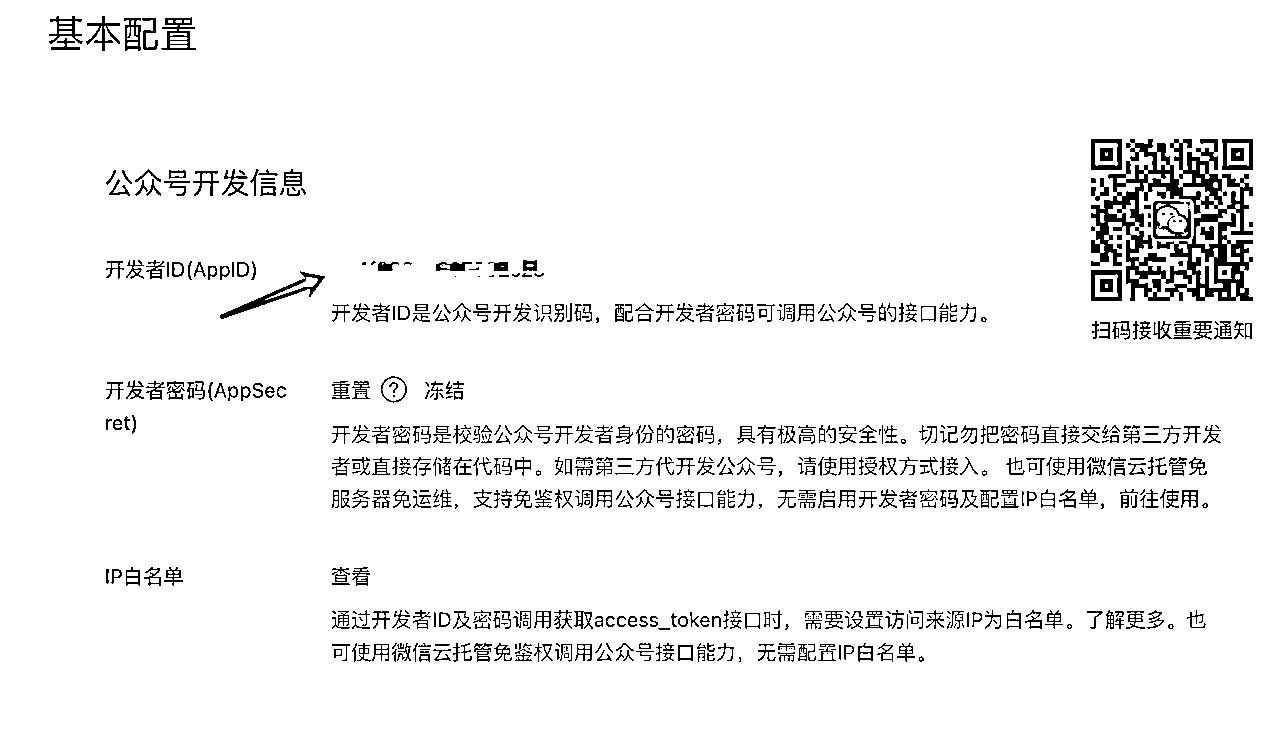 基本配置
公众号开发信息
开发者ID(AppID)
开发者ID是公众号开发识别码，配合开发者密码可调用公众号的接口能力。
扫码接收重要通知
开发者密码(AppSec
ret)
重置 ? 冻结
开发者密码是校验公众号开发者身份的密码，具有极高的安全性。切记勿把密码直接交给第三方开发
者或直接存储在代码中。如需第三方代开发公众号，请使用授权方式接入。 也可使用微信云托管免
服务器免运维，支持免鉴权调用公众号接口能力，无需启用开发者密码及配置IP白名单，前往使用。
IP白名单
查看
通过开发者ID及密码调用获取access_token接口时，需要设置访问来源IP为白名单。了解更多。也
可使用微信云托管免鉴权调用公众号接口能力，无需配置IP白名单。